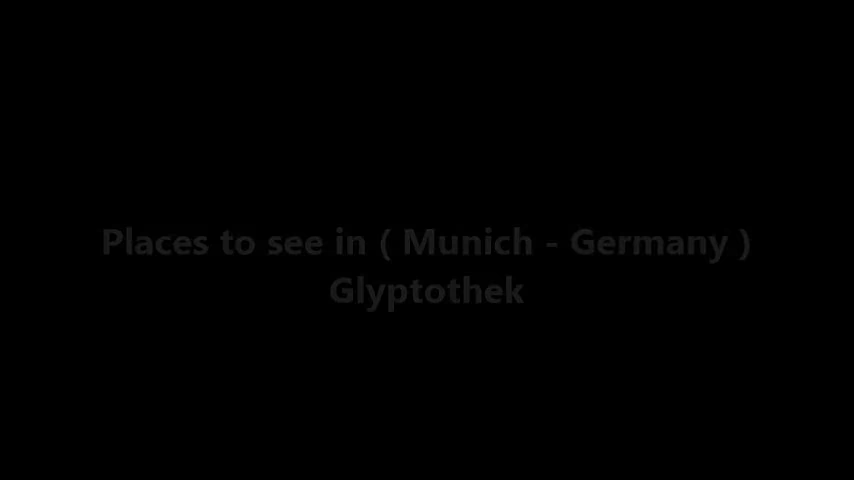 Places to see in ( Munich - Germany )
Glyptothek